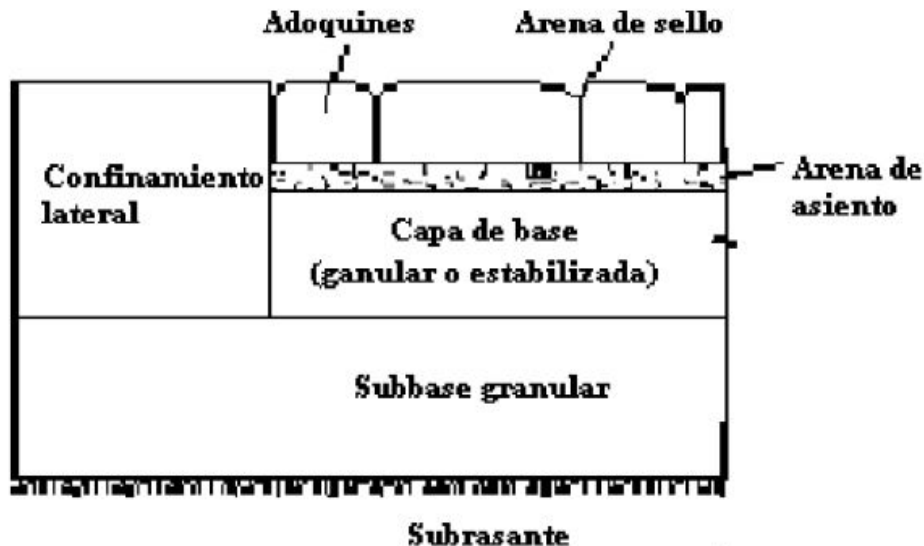 Adoquines
Arena de sello
Confinamiento
lateral
Arena de
asiento
Capa de base
(ganular o estabilizada)
Subbase granular
Subrasante